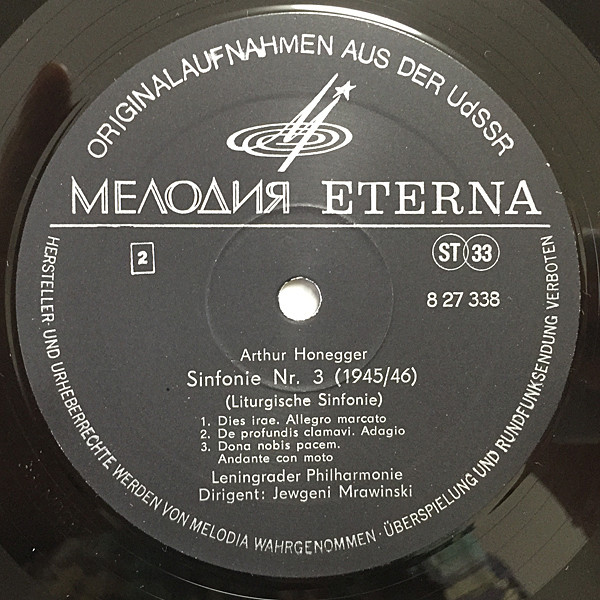 ORIGINALAUFNAHMEN AUS DER UdSSR
МЕЛОДИЯ ETERNA
2
ST 33
8 27 338
Arthur Honegger
Sinfonie Nr. 3 (1945/46)
(Liturgische Sinfonie)
1. Dies irae. Allegro marcato
2. De profundis clamavi. Adagio
3. Dona nobis pacem.
Andante con moto
Leningrader Philharmonie
Dirigent: Jewgeni Mrawinski
HERSTELLER- UND URHEBERRECHTE WERDEN VON MELODIA WAHRGENOMMEN · ÜBERSPIELUNG UND RUNDFUNKSENDUNG VERBOTEN